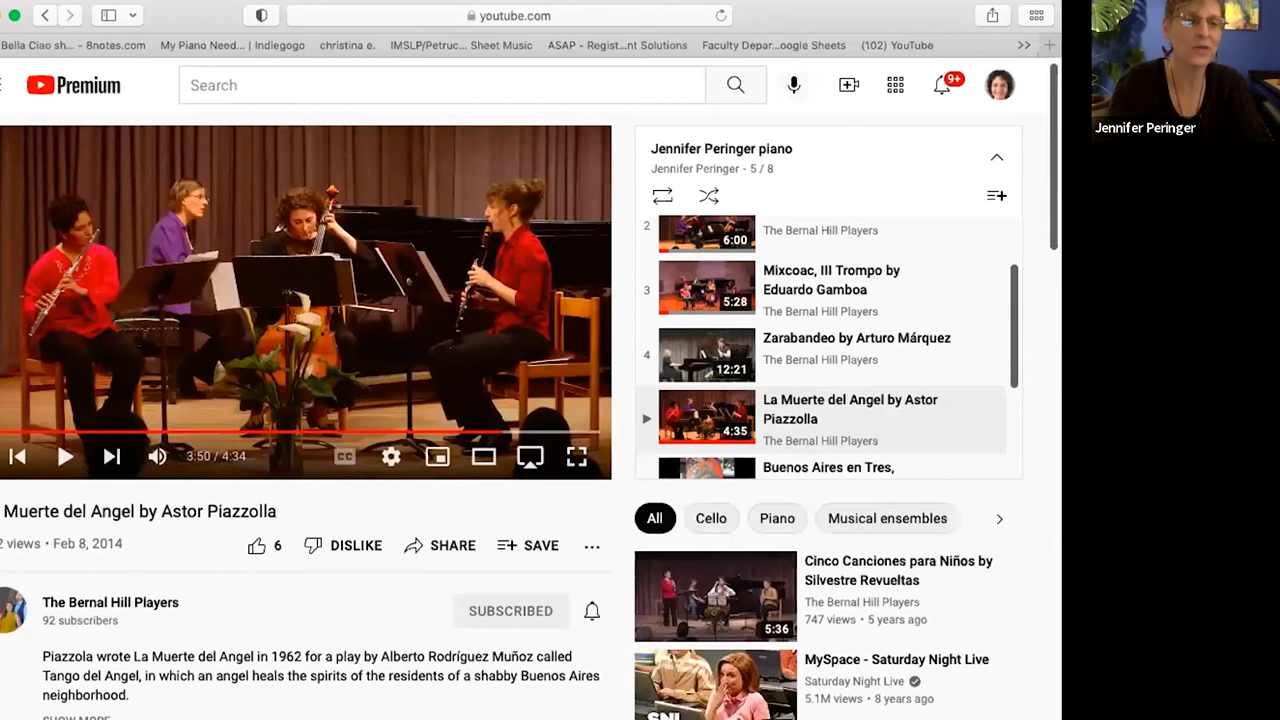 youtube.com
Bella Ciao sh... - 8notes.com
My Piano Need... | Indiegogo
christina e.
IMSLP/Petruc... Sheet Music
ASAP - Regist...nt Solutions
Faculty Depar...oogle Sheets
(102) YouTube
Premium
Search
9+
Jennifer Peringer
Jennifer Peringer piano
Jennifer Peringer - 5 / 8
2
6:00
The Bernal Hill Players
3
5:28
Mixcoac, III Trompo by
Eduardo Gamboa
The Bernal Hill Players
4
12:21
Zarabandeo by Arturo Márquez
The Bernal Hill Players
4:35
La Muerte del Angel by Astor
Piazzolla
The Bernal Hill Players
Buenos Aires en Tres,
3:50 / 4:34
CC
Muerte del Angel by Astor Piazzolla
2 views • Feb 8, 2014
6
DISLIKE
SHARE
SAVE
The Bernal Hill Players
92 subscribers
SUBSCRIBED
Piazzola wrote La Muerte del Angel in 1962 for a play by Alberto Rodríguez Muñoz called
Tango del Angel, in which an angel heals the spirits of the residents of a shabby Buenos Aires
neighborhood.
SHOW MORE
All
Cello
Piano
Musical ensembles
5:36
Cinco Canciones para Niños by
Silvestre Revueltas
The Bernal Hill Players
747 views • 5 years ago
SNL
MySpace - Saturday Night Live
Saturday Night Live
5.1M views • 8 years ago